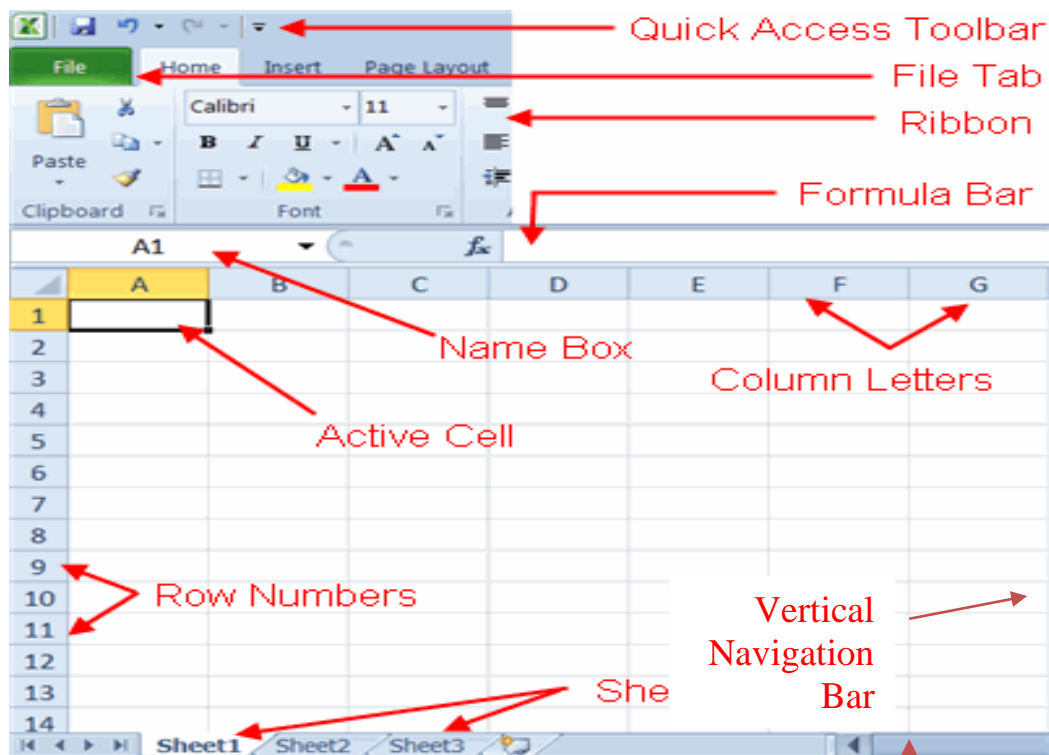 Quick Access Toolbar
File Home Insert Page Layout
File Tab
Calibri 11
Ribbon
B I U A A
Paste
A
Clipboard Font
Formula Bar
A1 fx
A B C D E F G
1
2
Name Box
3
Column Letters
4
5
Active Cell
6
7
8
9
10
Row Numbers
11
Vertical
Navigation
Bar
12
13
She
14
Sheet1 Sheet2 Sheet3